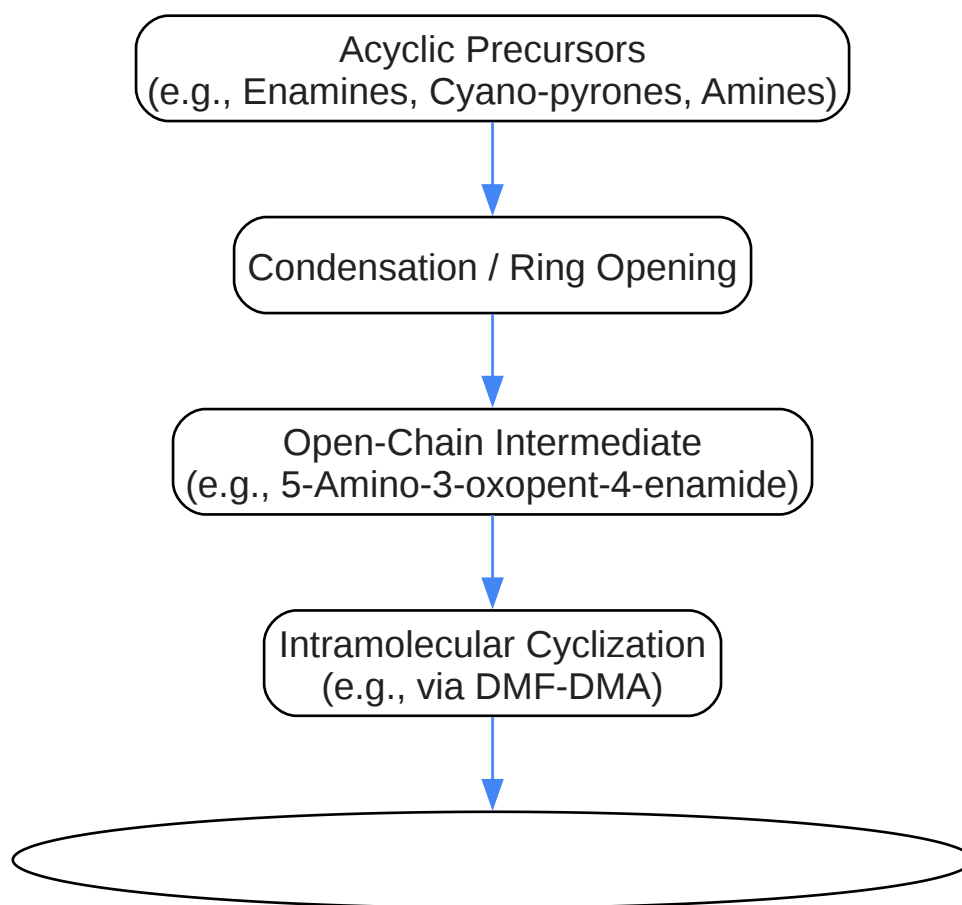 Acyclic Precursors
(e.g., Enamines, Cyano-pyrones, Amines)
Condensation / Ring Opening
Open-Chain Intermediate
(e.g., 5-Amino-3-oxopent-4-enamide)
Intramolecular Cyclization
(e.g., via DMF-DMA)